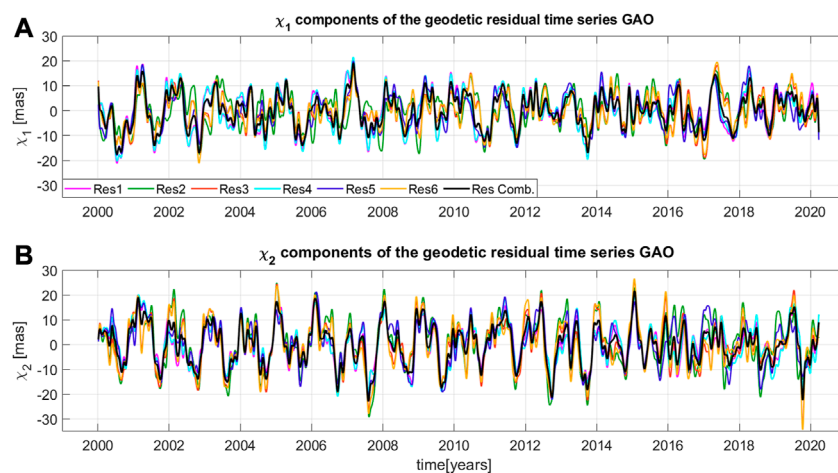 A
χ1 components of the geodetic residual time series GAO
χ1 [mas]
30
20
10
0
-10
-20
-30
Res1 Res2 Res3 Res4 Res5 Res6 Res Comb.
2000 2002 2004 2006 2008 2010 2012 2014 2016 2018 2020
B
χ2 components of the geodetic residual time series GAO
χ2 [mas]
30
20
10
0
-10
-20
-30
2000 2002 2004 2006 2008 2010 2012 2014 2016 2018 2020
time[years]